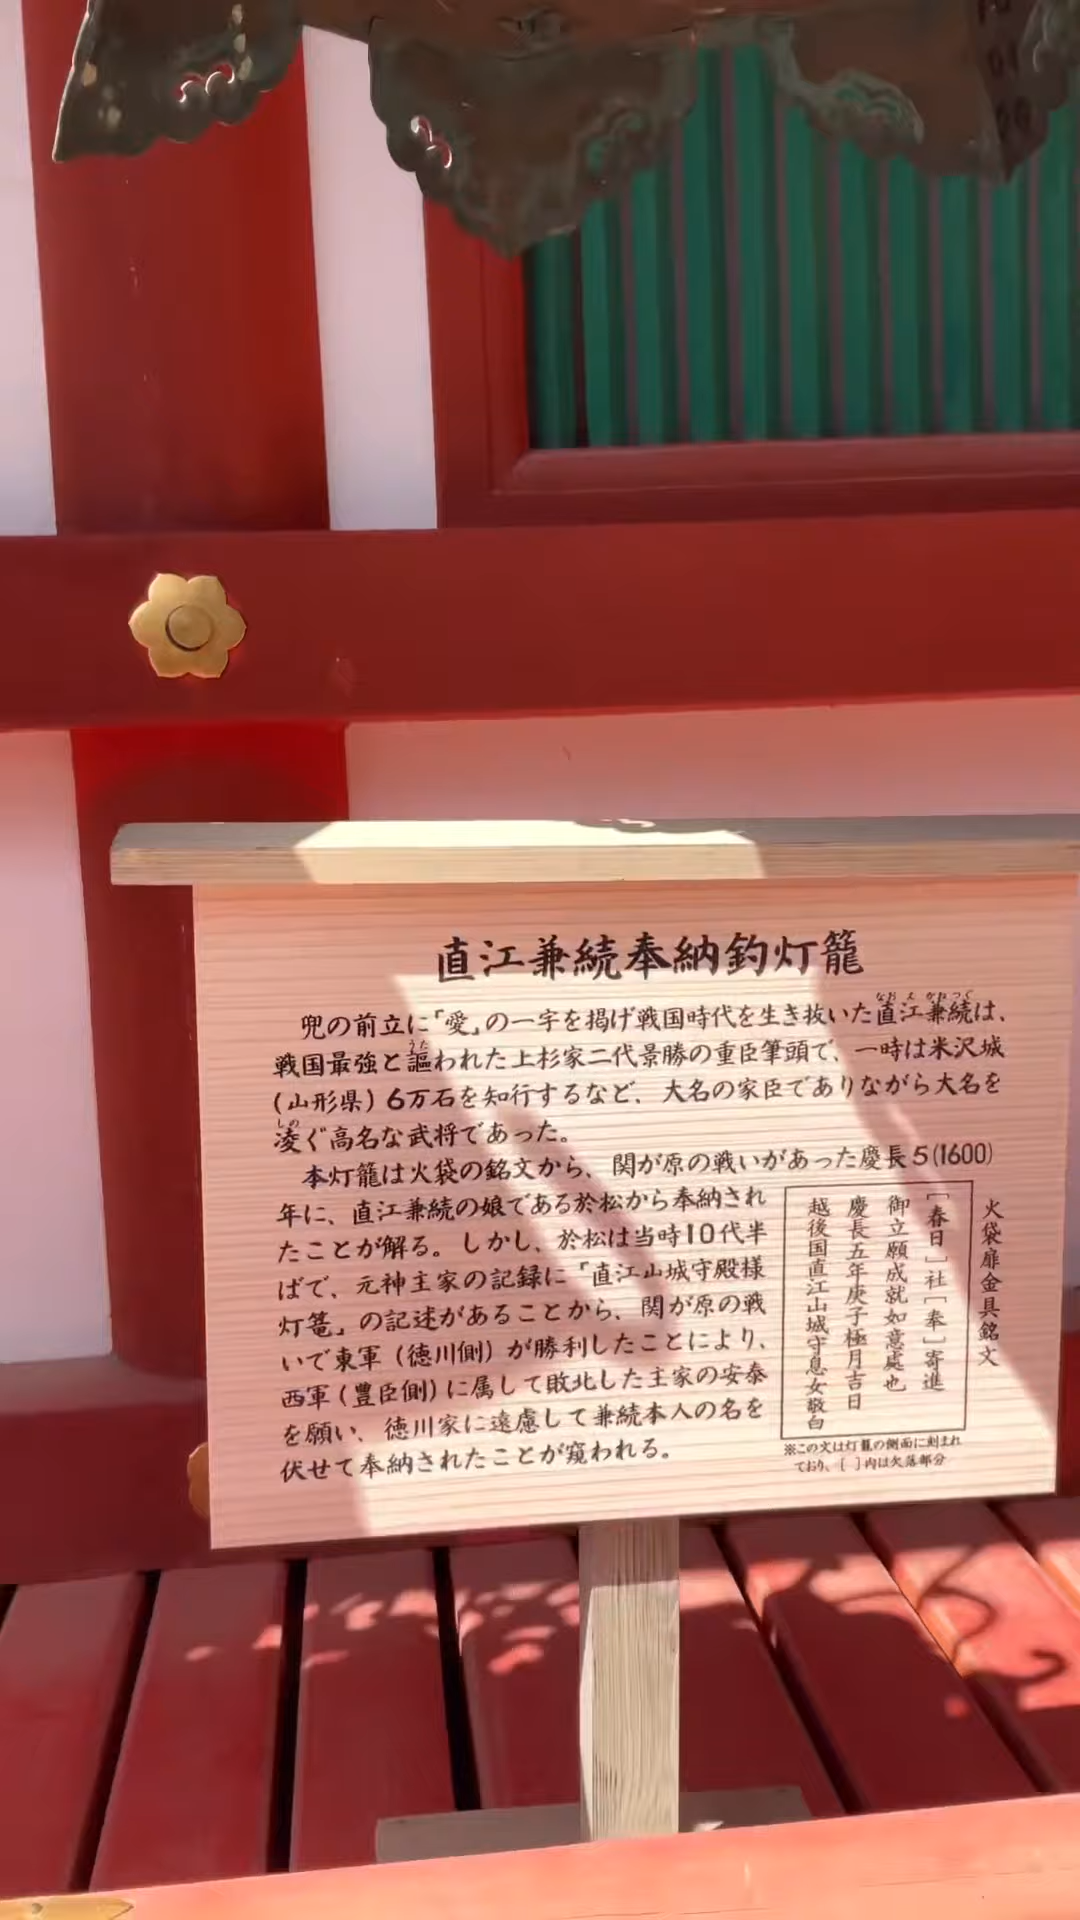 直江兼続奉納釣灯籠
兜の前立に「愛」の一字を掲げ戦国時代を生き抜いた直江兼続は、
なおえ かねつぐ
戦国最強と謳われた上杉家二代景勝の重臣筆頭で、一時は米沢城
うた
(山形県)6万石を知行するなど、大名の家臣でありながら大名を
凌ぐ高名な武将であった。
しの
本灯籠は火袋の銘文から、関が原の戦いがあった慶長5(1600)
年に、直江兼続の娘である於松から奉納され
たことが解る。しかし、於松は当時10代半
ばで、元神主家の記録に「直江山城守殿様
灯篭」の記述があることから、関が原の戦
いで東軍(徳川側)が勝利したことにより、
西軍(豊臣側)に属して敗北した主家の安泰
を願い、徳川家に遠慮して兼続本人の名を
伏せて奉納されたことが窺われる。
火袋扉金具銘文
[春日]社[奉]寄進
御立願成就如意處也
慶長五年庚子極月吉日
越後国直江山城守息女敬白
※この文は灯籠の側面に刻まれ
ており、[ ]内は欠落部分